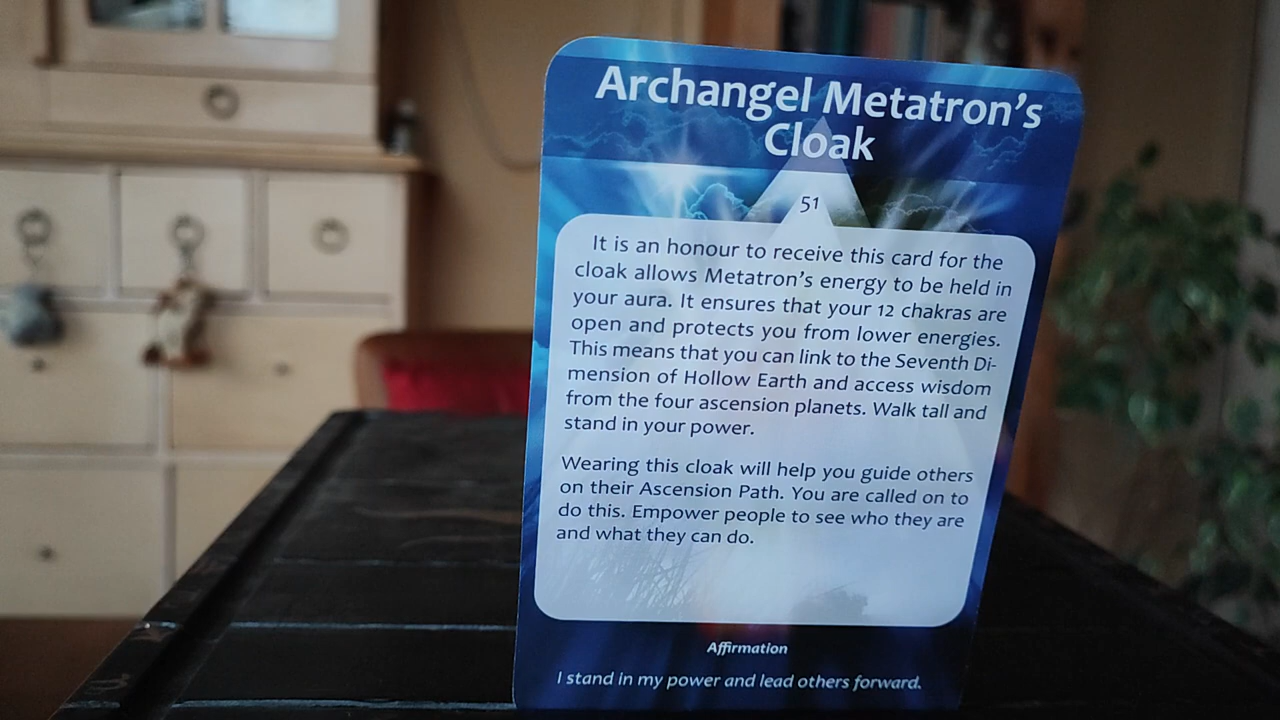 Archangel Metatron's
Cloak
51
It is an honour to receive this card for the
cloak allows Metatron's energy to be held in
your aura. It ensures that your 12 chakras are
open and protects you from lower energies.
This means that you can link to the Seventh Di-
mension of Hollow Earth and access wisdom
from the four ascension planets. Walk tall and
stand in your power.
Wearing this cloak will help you guide others
on their Ascension Path. You are called on to
do this. Empower people to see who they are
and what they can do.
Affirmation
I stand in my power and lead others forward.